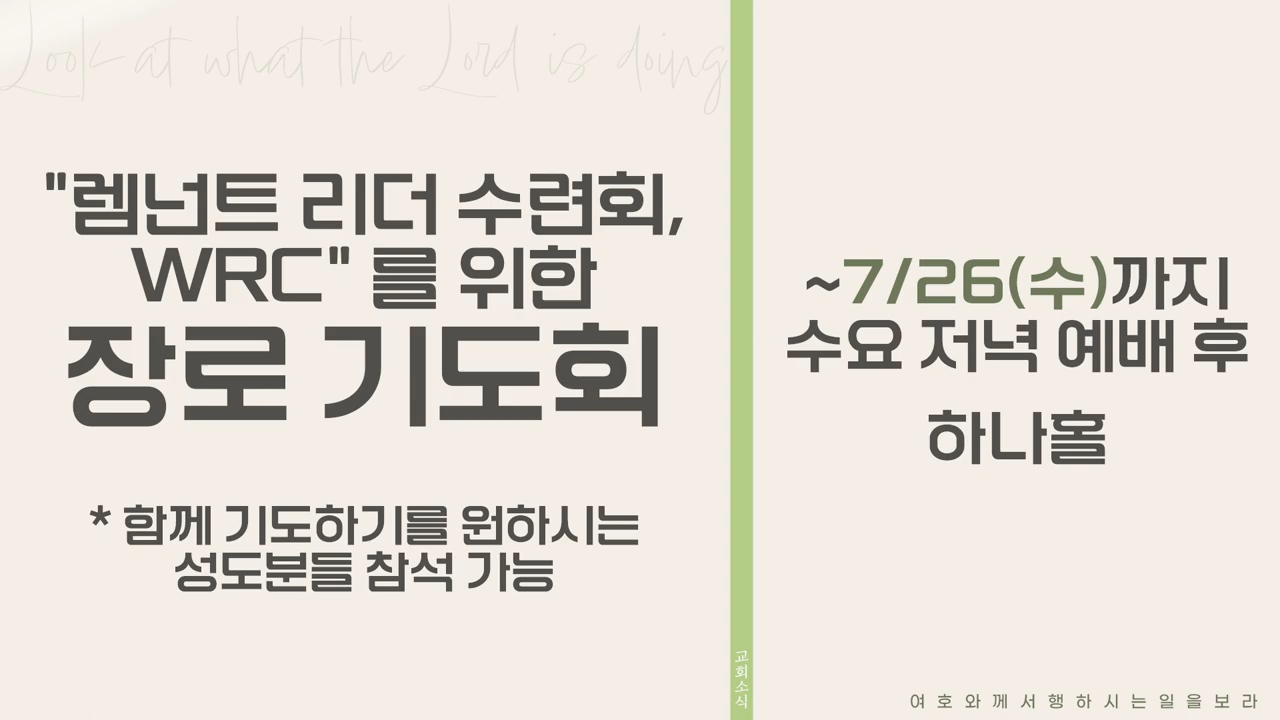 Look at what the Lord is doing
"렘넌트 리더 수련회,
WRC" 를 위한
장로 기도회
* 함께 기도하기를 원하시는
성도분들 참석 가능
~7/26(수)까지
수요 저녁 예배 후
하나홀
교회소식
여호와께서행하시는일을보라